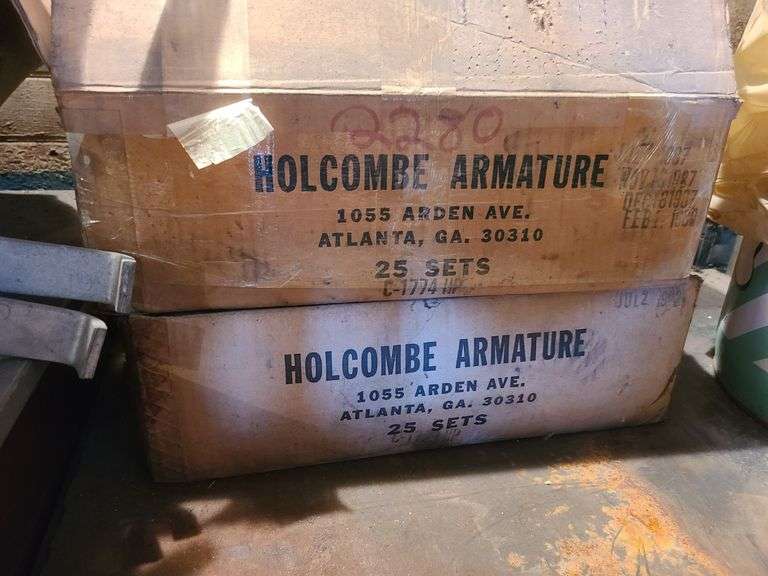 2280
HOLCOMBE ARMATURE
1055 ARDEN AVE.
ATLANTA, GA. 30310
25 SETS
C-1774
HOLCOMBE ARMATURE
1055 ARDEN AVE.
ATLANTA, GA. 30310
25 SETS